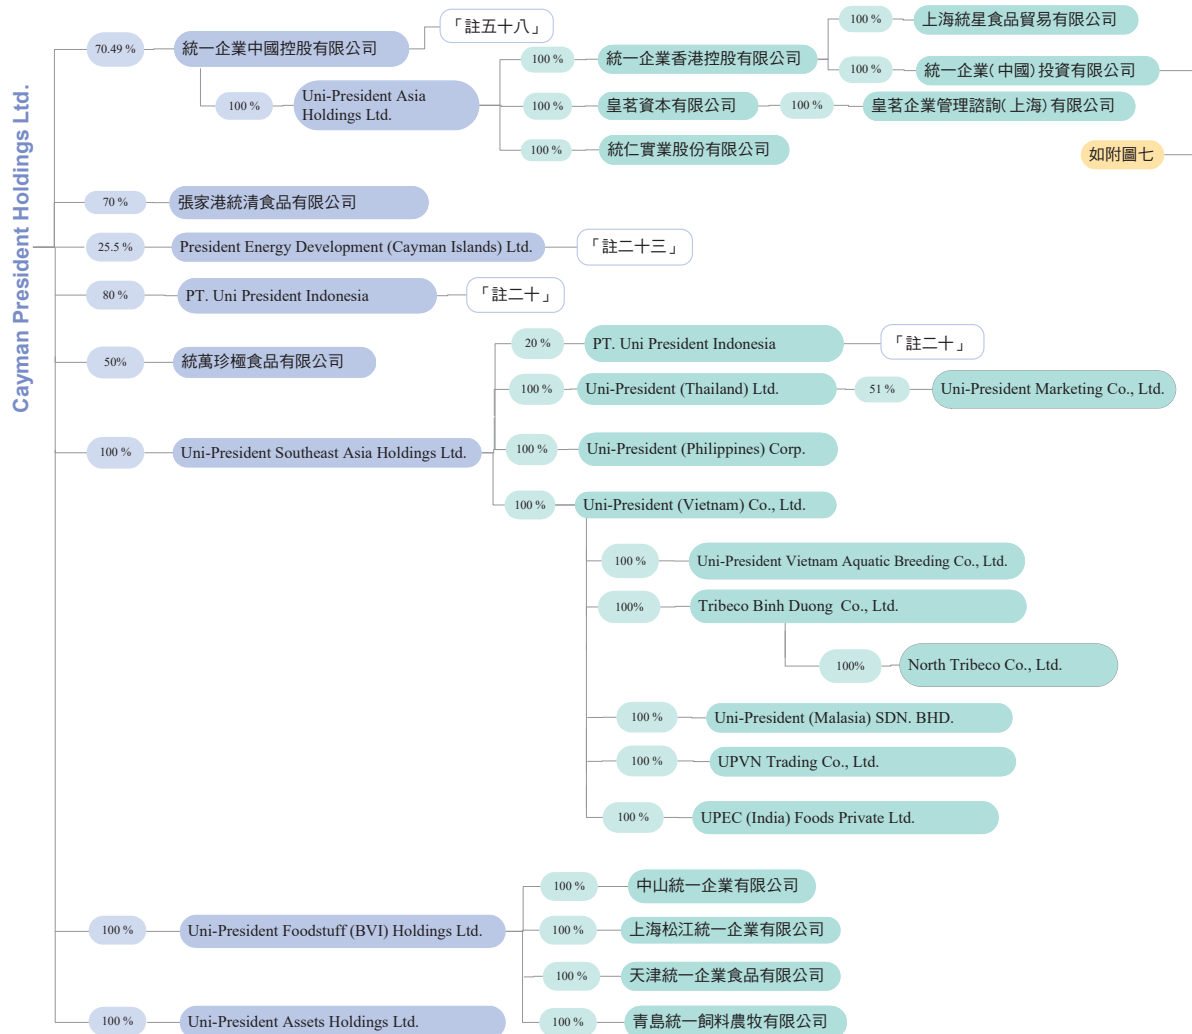 Cayman President Holdings Ltd.
70.49 %
統一企業中國控股有限公司
「註五十八」
100 %
Uni-President Asia
Holdings Ltd.
100 %
統一企業香港控股有限公司
100 %
上海統星食品貿易有限公司
100 %
統一企業(中國)投資有限公司
100 %
皇茗資本有限公司
100 %
皇茗企業管理諮詢(上海)有限公司
100 %
統仁實業股份有限公司
如附圖七
70 %
張家港統清食品有限公司
25.5 %
President Energy Development (Cayman Islands) Ltd.
「註二十三」
80 %
PT. Uni President Indonesia
「註二十」
50%
統萬珍極食品有限公司
100 %
Uni-President Southeast Asia Holdings Ltd.
20 %
PT. Uni President Indonesia
「註二十」
100 %
Uni-President (Thailand) Ltd.
51 %
Uni-President Marketing Co., Ltd.
100 %
Uni-President (Philippines) Corp.
100 %
Uni-President (Vietnam) Co., Ltd.
100 %
Uni-President Vietnam Aquatic Breeding Co., Ltd.
100%
Tribeco Binh Duong Co., Ltd.
100%
North Tribeco Co., Ltd.
100 %
Uni-President (Malasia) SDN. BHD.
100 %
UPVN Trading Co., Ltd.
100 %
UPEC (India) Foods Private Ltd.
100 %
Uni-President Foodstuff (BVI) Holdings Ltd.
100 %
中山統一企業有限公司
100 %
上海松江統一企業有限公司
100 %
天津統一企業食品有限公司
100 %
青島統一飼料農牧有限公司
100 %
Uni-President Assets Holdings Ltd.